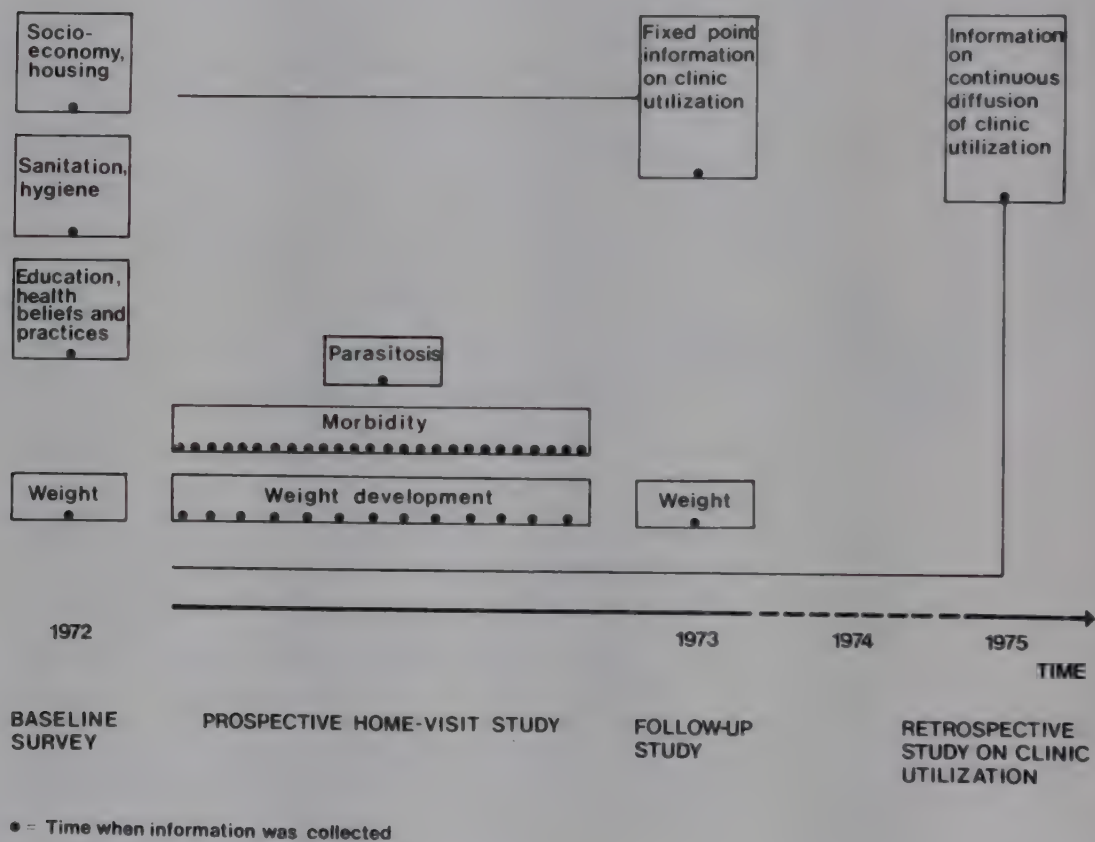 Socio-
economy,
housing
Fixed point
information
on clinic
utilization
Information
on
continuous
diffusion
of clinic
utilization
Sanitation,
hygiene
Education,
health
beliefs and
practices
Parasitosis
Morbidity
Weight
Weight development
Weight
1972
1973
1974
1975
TIME
BASELINE
SURVEY
PROSPECTIVE HOME-VISIT STUDY
FOLLOW-UP
STUDY
RETROSPECTIVE
STUDY ON CLINIC
UTILIZATION
● = Time when information was collected